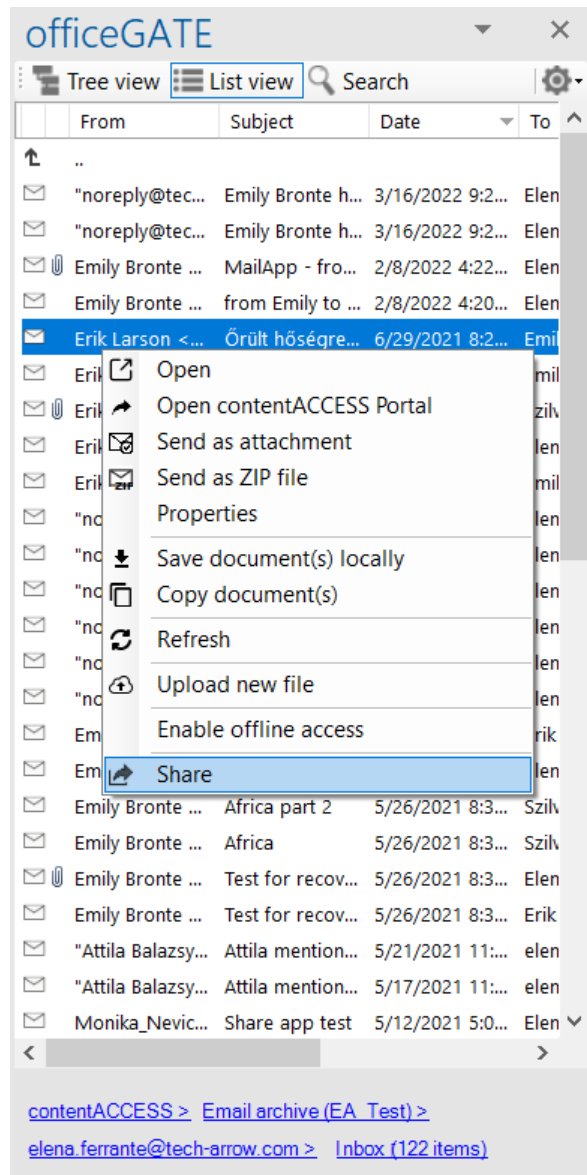 officeGATE
Tree view List view Search
From Subject Date To
..
"noreply@tec... Emily Bronte h... 3/16/2022 9:2... Elen
"noreply@tec... Emily Bronte h... 3/16/2022 9:2... Elen
Emily Bronte ... MailApp - fro... 2/8/2022 4:22... Elen
Emily Bronte ... from Emily to ... 2/8/2022 4:20... Elen
Erik Larson <... Őrült hőségre... 6/29/2021 8:2... Emil
Open
Open contentACCESS Portal
Send as attachment
Send as ZIP file
ZIP
Properties
Save document(s) locally
Copy document(s)
Refresh
Upload new file
Enable offline access
Share
Emily Bronte ... Africa part 2 5/26/2021 8:3... Szilv
Emily Bronte ... Africa 5/26/2021 8:3... Szilv
Emily Bronte ... Test for recov... 5/26/2021 8:3... Elen
Emily Bronte ... Test for recov... 5/26/2021 8:3... Erik
"Attila Balazsy... Attila mention... 5/21/2021 11:... elen
"Attila Balazsy... Attila mention... 5/17/2021 11:... elen
Monika_Nevic... Share app test 5/12/2021 5:0... Elen
contentACCESS > Email archive (EA_Test) >
elena.ferrante@tech-arrow.com > Inbox (122 items)